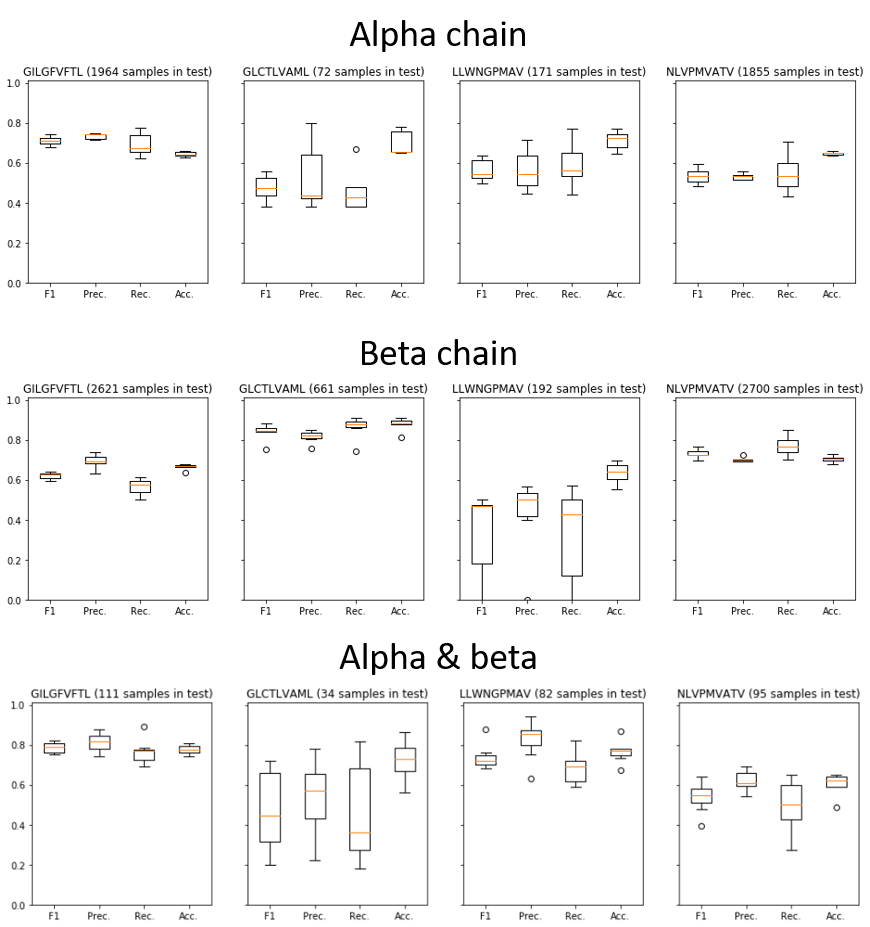 Alpha chain
GILGFVFTL (1964 samples in test) GLCTLVAML (72 samples in test) LLWNGPMAV (171 samples in test) NLVPMVATV (1855 samples in test)
1.0
0.8
0.6
0.4
0.2
0.0
F1 Prec. Rec. Acc. F1 Prec. Rec. Acc. F1 Prec. Rec. Acc. F1 Prec. Rec. Acc.
Beta chain
GILGFVFTL (2621 samples in test) GLCTLVAML (661 samples in test) LLWNGPMAV (192 samples in test) NLVPMVATV (2700 samples in test)
1.0
0.8
0.6
0.4
0.2
0.0
F1 Prec. Rec. Acc. F1 Prec. Rec. Acc. F1 Prec. Rec. Acc. F1 Prec. Rec. Acc.
Alpha & beta
GILGFVFTL (111 samples in test) GLCTLVAML (34 samples in test) LLWNGPMAV (82 samples in test) NLVPMVATV (95 samples in test)
1.0
0.8
0.6
0.4
0.2
0.0
F1 Prec. Rec. Acc. F1 Prec. Rec. Acc. F1 Prec. Rec. Acc. F1 Prec. Rec. Acc.